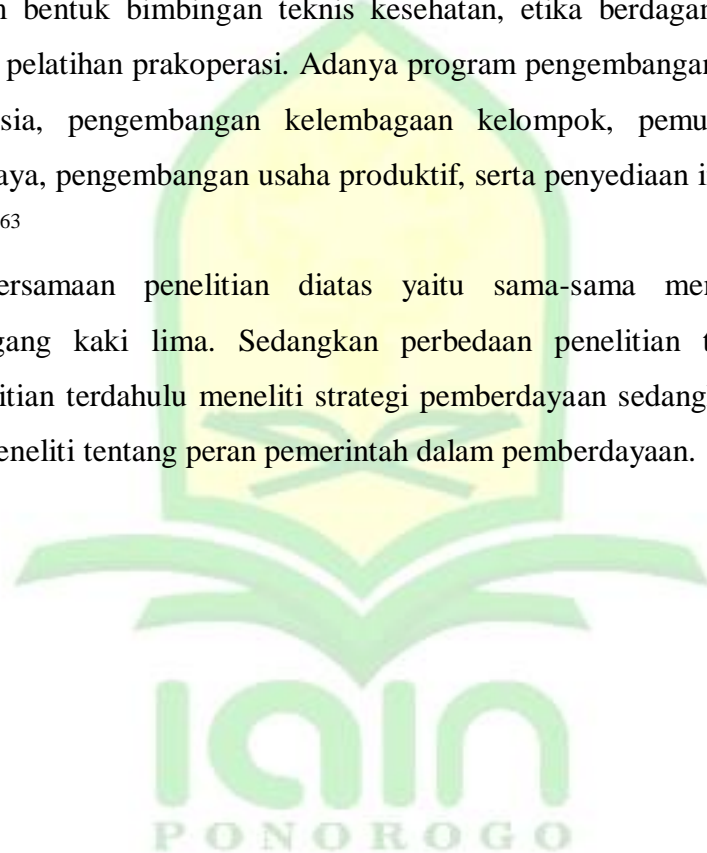 n bentuk bimbingan teknis kesehatan, etika berdagang
pelatihan prakoperasi. Adanya program pengembangan
sia, pengembangan kelembagaan kelompok, pemu
aya, pengembangan usaha produktif, serta penyediaan i
63
ersamaan penelitian diatas yaitu sama-sama mer
gang kaki lima. Sedangkan perbedaan penelitian t
itian terdahulu meneliti strategi pemberdayaan sedang
eneliti tentang peran pemerintah dalam pemberdayaan.
iain
PONOROGO